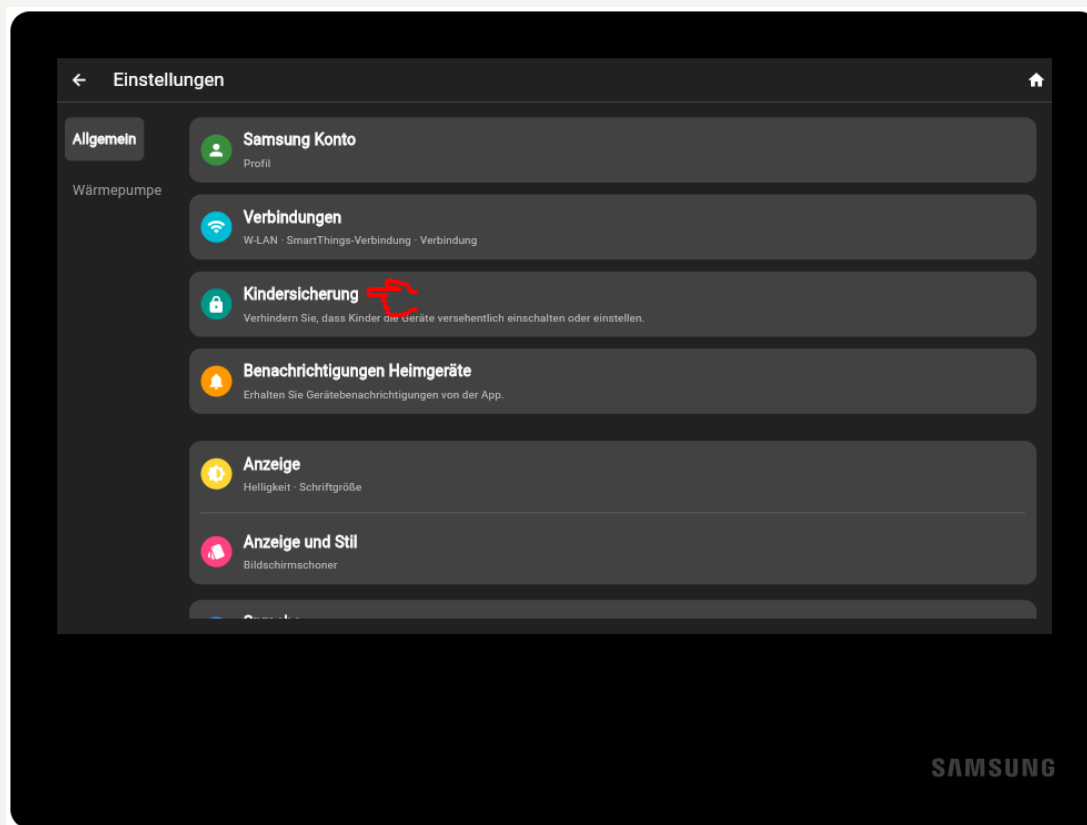 Einstellungen
Allgemein
Wärmepumpe
Samsung Konto
Profil
Verbindungen
W-LAN · SmartThings-Verbindung · Verbindung
Kindersicherung
Verhindern Sie, dass Kinder die Geräte versehentlich einschalten oder einstellen.
Benachrichtigungen Heimgeräte
Erhalten Sie Gerätebenachrichtigungen von der App.
Anzeige
Helligkeit · Schriftgröße
Anzeige und Stil
Bildschirmschoner
SAMSUNG